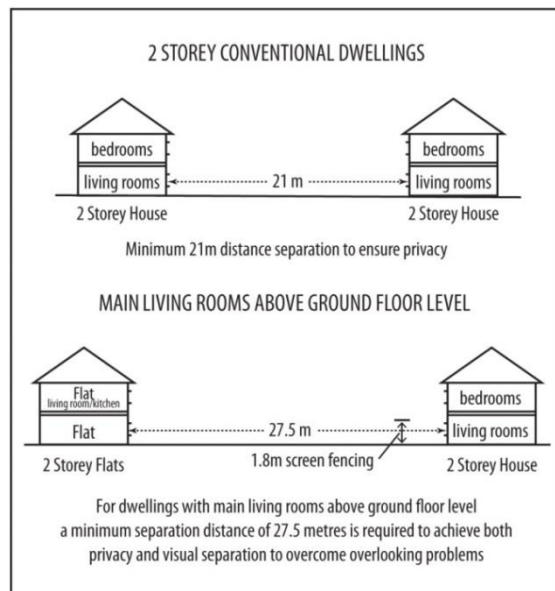 2 STOREY CONVENTIONAL DWELLINGS
bedrooms
bedrooms
living rooms
21 m
living rooms
2 Storey House
2 Storey House
Minimum 21m distance separation to ensure privacy
MAIN LIVING ROOMS ABOVE GROUND FLOOR LEVEL
Flat
living room/kitchen
bedrooms
Flat
27.5 m
living rooms
2 Storey Flats
1.8m screen fencing
2 Storey House
For dwellings with main living rooms above ground floor level
a minimum separation distance of 27.5 metres is required to achieve both
privacy and visual separation to overcome overlooking problems